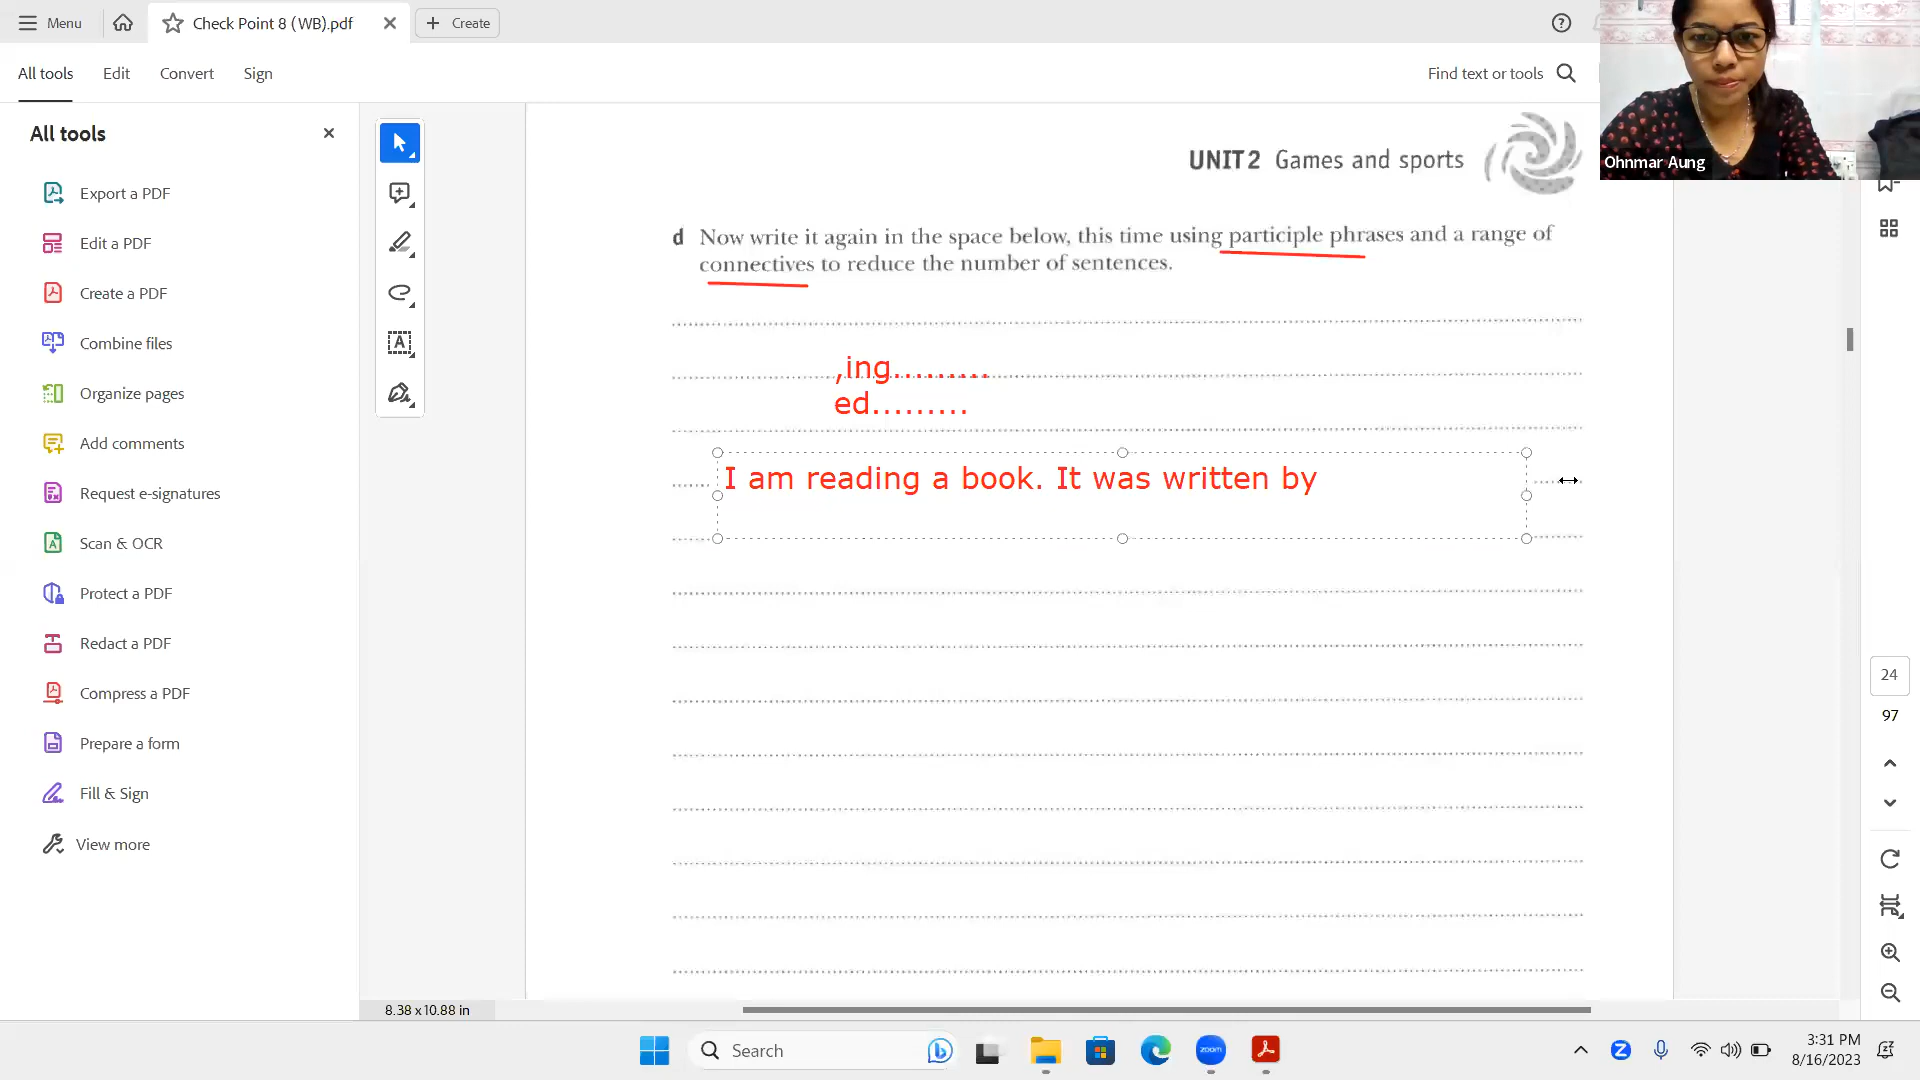 Menu
Check Point 8 (WB).pdf
Create
All tools
Edit
Convert
Sign
Find text or tools
Ohnmar Aung
All tools
Export a PDF
Edit a PDF
Create a PDF
Combine files
Organize pages
Add comments
Request e-signatures
Scan & OCR
Protect a PDF
Redact a PDF
Compress a PDF
Prepare a form
Fill & Sign
View more
UNIT 2 Games and sports
d Now write it again in the space below, this time using participle phrases and a range of
connectives to reduce the number of sentences.
,ing.........
ed.........
I am reading a book. It was written by
24
97
8.38 x 10.88 in
Search
zoom
3:31 PM
8/16/2023